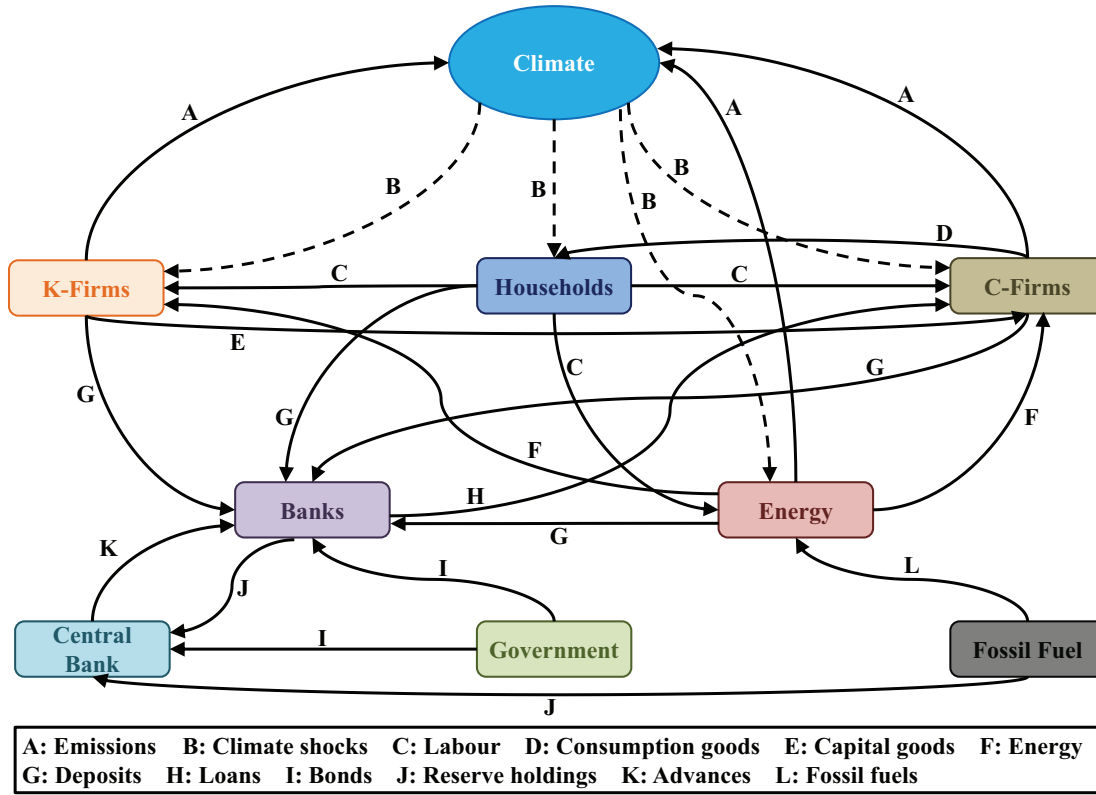 Climate
A
A
A
B
B
B
B
D
K-Firms
C
Households
C
C-Firms
E
C
G
G
G
F
F
H
Banks
Energy
G
K
J
I
L
Central
Bank
I
Government
Fossil Fuel
J
A: Emissions B: Climate shocks C: Labour D: Consumption goods E: Capital goods F: Energy
G: Deposits H: Loans I: Bonds J: Reserve holdings K: Advances L: Fossil fuels